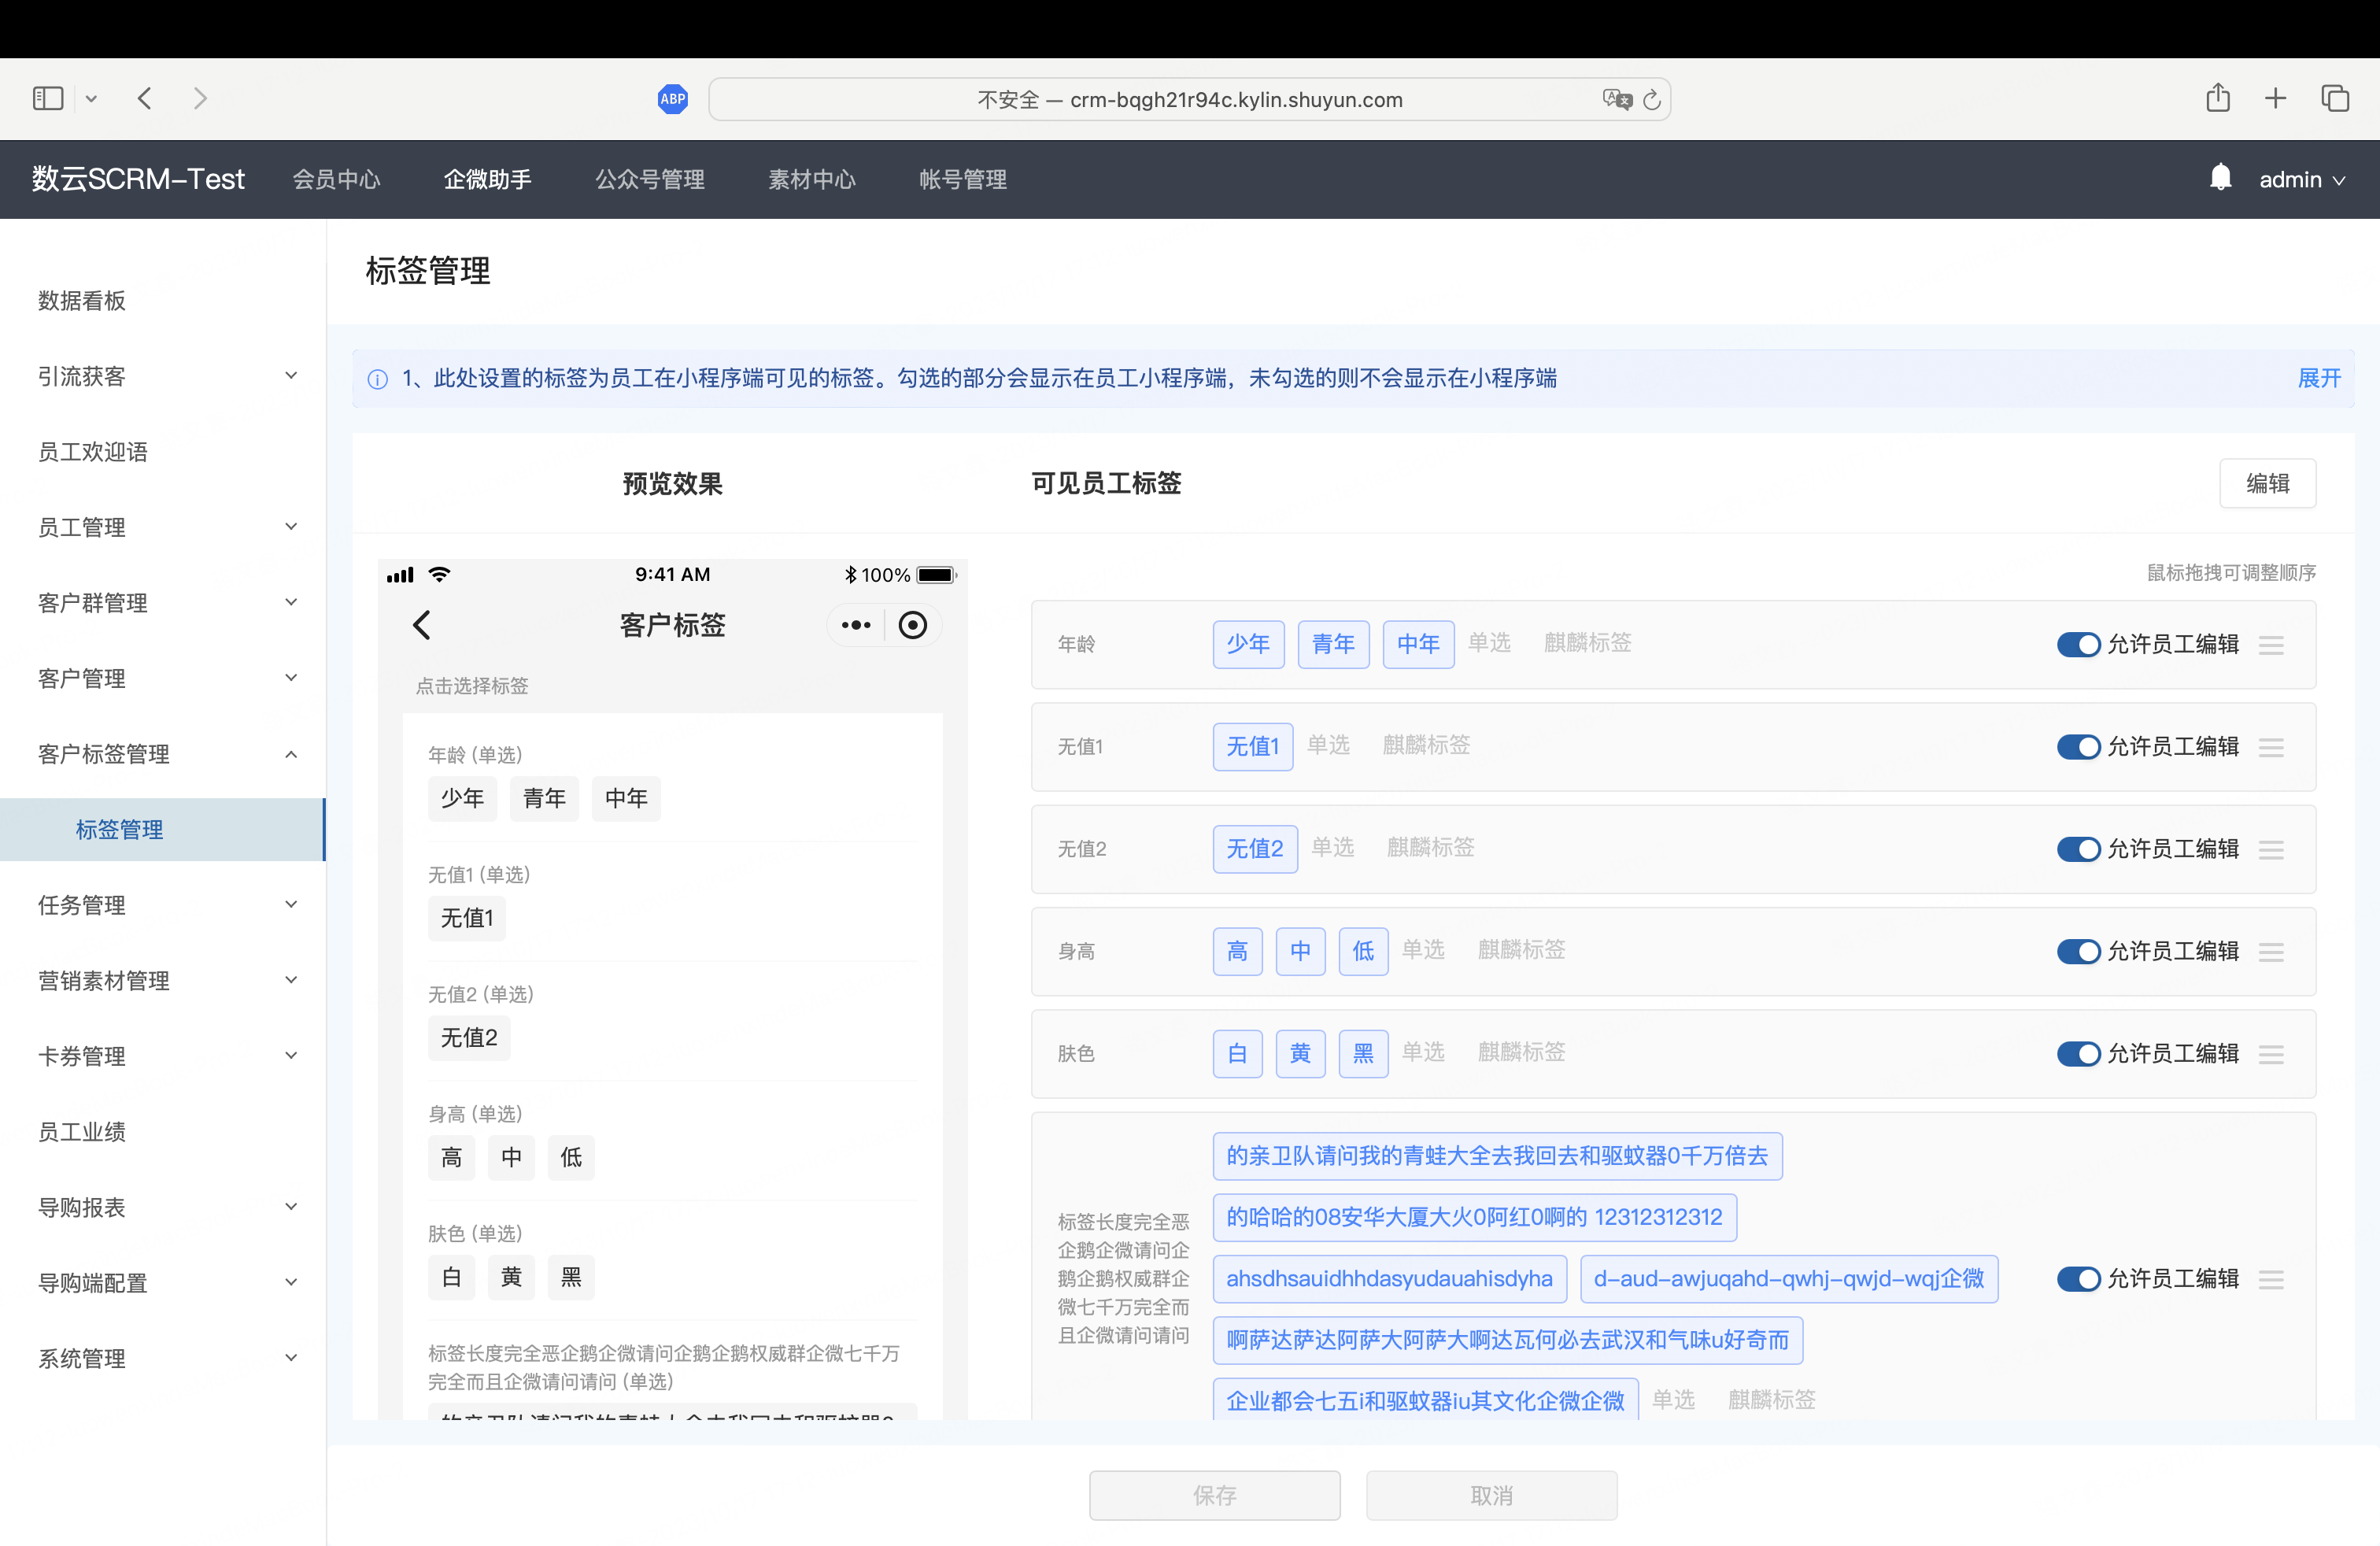 ABP
不安全 — crm-bqgh21r94c.kylin.shuyun.com
数云SCRM-Test
会员中心
企微助手
公众号管理
素材中心
帐号管理
admin
数据看板
引流获客
员工欢迎语
员工管理
客户群管理
客户管理
客户标签管理
标签管理
任务管理
营销素材管理
卡券管理
员工业绩
导购报表
导购端配置
系统管理
标签管理
1、此处设置的标签为员工在小程序端可见的标签。勾选的部分会显示在员工小程序端，未勾选的则不会显示在小程序端
展开
预览效果
9:41 AM
100%
客户标签
点击选择标签
年龄 (单选)
少年 青年 中年
无值1 (单选)
无值1
无值2 (单选)
无值2
身高 (单选)
高 中 低
肤色 (单选)
白 黄 黑
标签长度完全恶企鹅企微请问企鹅企鹅权威群企微七千万
完全而且企微请问请问 (单选)
可见员工标签
编辑
鼠标拖拽可调整顺序
年龄 少年 青年 中年 单选 麒麟标签 允许员工编辑
无值1 无值1 单选 麒麟标签 允许员工编辑
无值2 无值2 单选 麒麟标签 允许员工编辑
身高 高 中 低 单选 麒麟标签 允许员工编辑
肤色 白 黄 黑 单选 麒麟标签 允许员工编辑
标签长度完全恶
企鹅企微请问企
鹅企鹅权威群企
微七千万完全而
且企微请问请问
的亲卫队请问我的青蛙大全去我回去和驱蚊器0千万倍去
的哈哈的08安华大厦大火0阿红0啊的 12312312312
ahsdhsauidhhdasyudauahisdyha d-aud-awjuqahd-qwhj-qwjd-wqj企微
啊萨达萨达阿萨大阿萨大啊达瓦何必去武汉和气味u好奇而
企业都会七五i和驱蚊器iu其文化企微企微 单选 麒麟标签
允许员工编辑
保存
取消